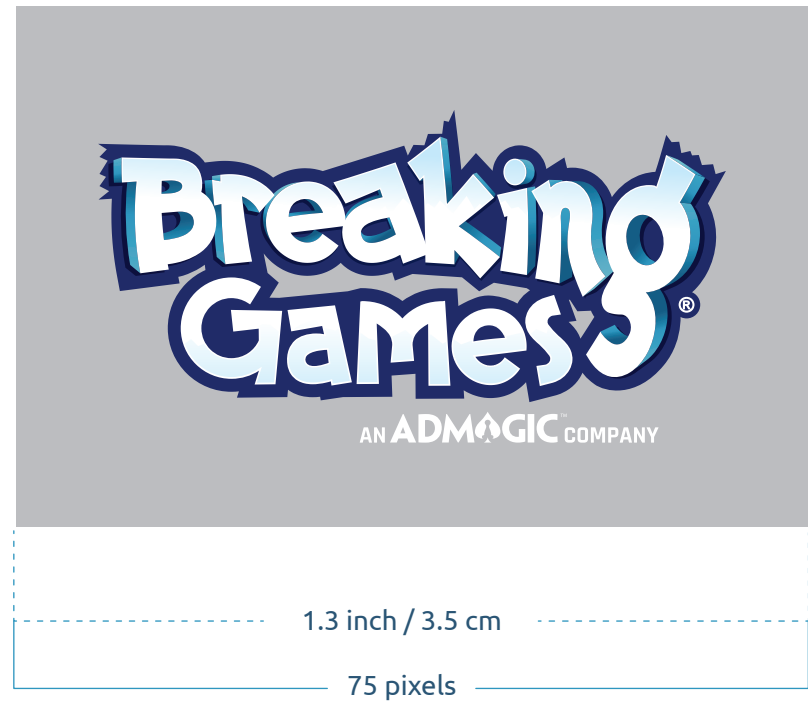 Breaking
Games®
AN ADMAGIC™ COMPANY
1.3 inch / 3.5 cm
75 pixels